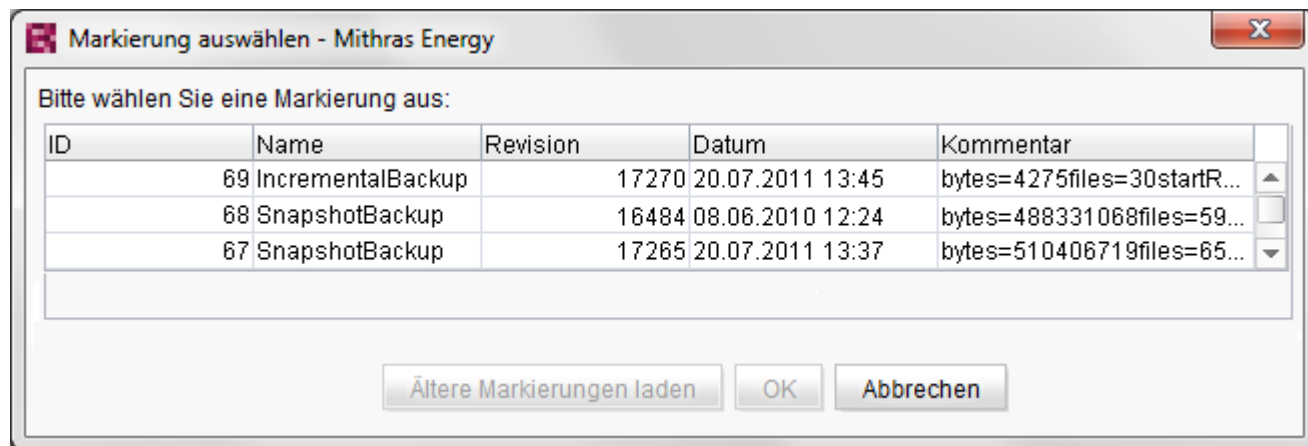 Markierung auswählen - Mithras Energy
Bitte wählen Sie eine Markierung aus:
ID Name Revision Datum Kommentar
69 IncrementalBackup 17270 20.07.2011 13:45 bytes=4275files=30startR...
68 SnapshotBackup 16484 08.06.2010 12:24 bytes=488331068files=59...
67 SnapshotBackup 17265 20.07.2011 13:37 bytes=510406719files=65...
Ältere Markierungen laden OK Abbrechen